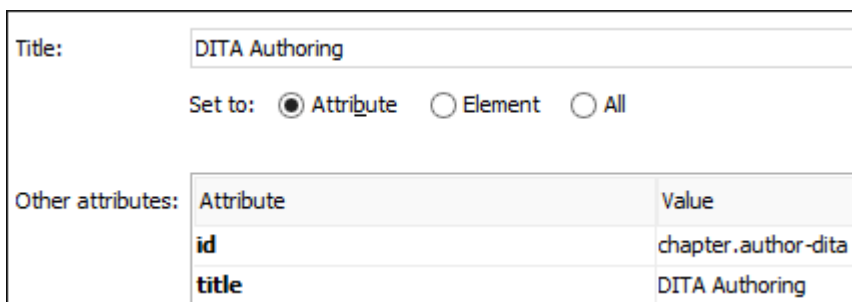 Title: DITA Authoring
Set to: Attribute Element All
Other attributes: Attribute Value
id chapter.author-dita
title DITA Authoring